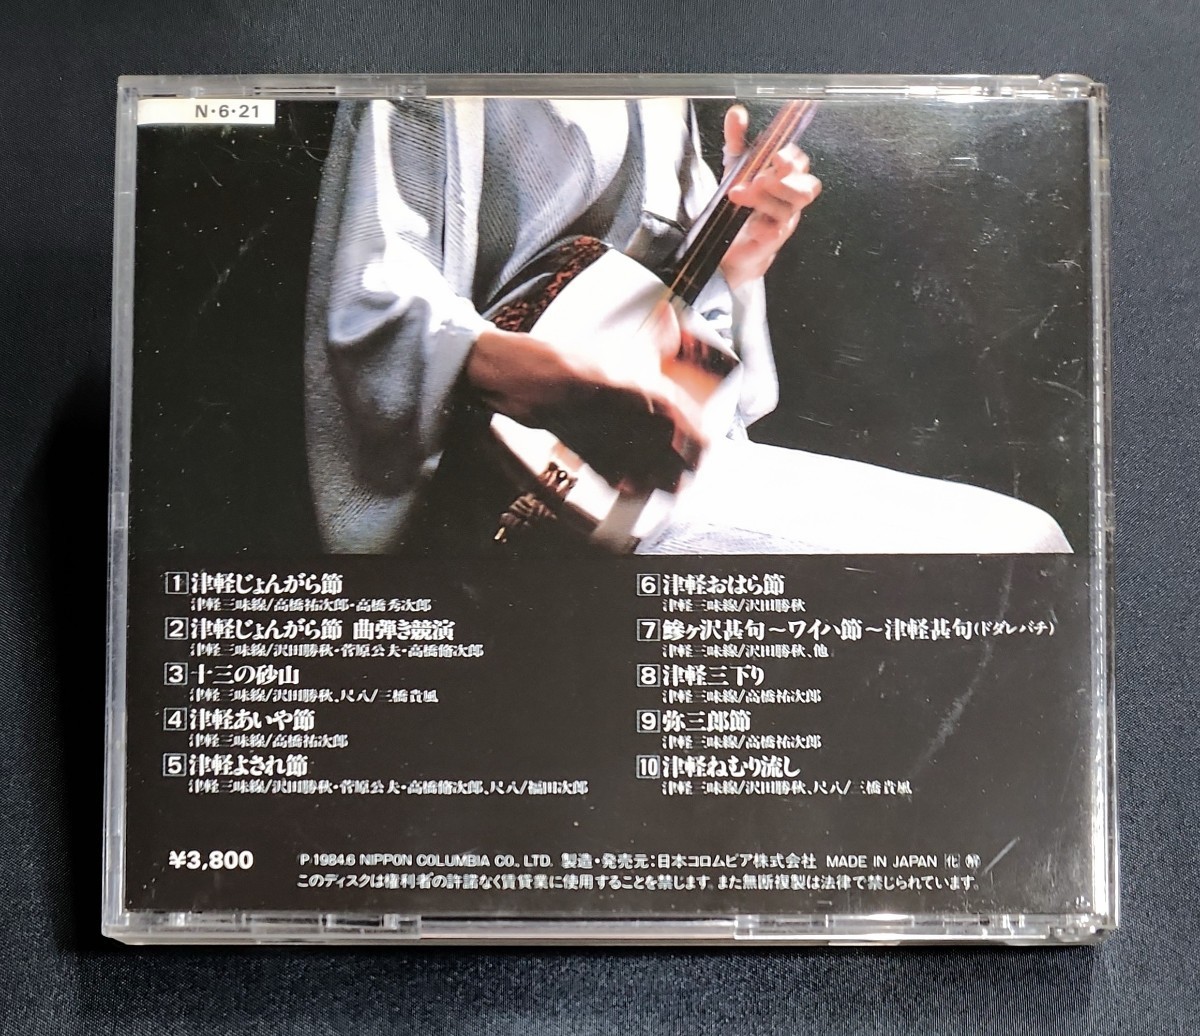 N・6・21
1 津軽じょんがら節
津軽三味線/高橋祐次郎・高橋秀次郎
2 津軽じょんがら節 曲弾き競演
津軽三味線/沢田勝秋・菅原公夫・高橋脩次郎
3 十三の砂山
津軽三味線/沢田勝秋、尺八/三橋貴風
4 津軽あいや節
津軽三味線/高橋祐次郎
5 津軽よされ節
津軽三味線/沢田勝秋・菅原公夫・高橋脩次郎、尺八/福田次郎
6 津軽おはら節
津軽三味線/沢田勝秋
7 鰺ヶ沢甚句〜ワイハ節〜津軽甚句(ドダレバチ)
津軽三味線/沢田勝秋、他
8 津軽三下り
津軽三味線/高橋祐次郎
9 弥三郎節
津軽三味線/高橋祐次郎
10 津軽ねむり流し
津軽三味線/沢田勝秋、尺八/三橋貴風
¥3,800
P 1984.6 NIPPON COLUMBIA CO., LTD. 製造・発売元:日本コロムビア株式会社 MADE IN JAPAN
このディスクは権利者の許諾なく賃貸業に使用することを禁じます。また無断複製は法律で禁じられています。